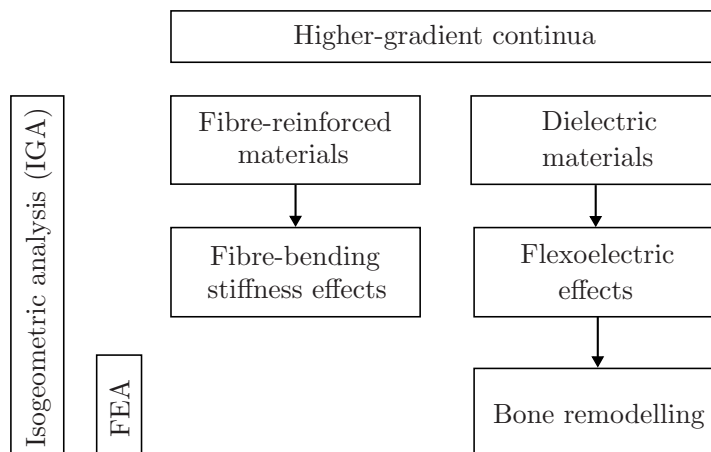 Higher-gradient continua
Isogeometric analysis (IGA)
FEA
Fibre-reinforced
materials
Dielectric
materials
Fibre-bending
stiffness effects
Flexoelectric
effects
Bone remodelling